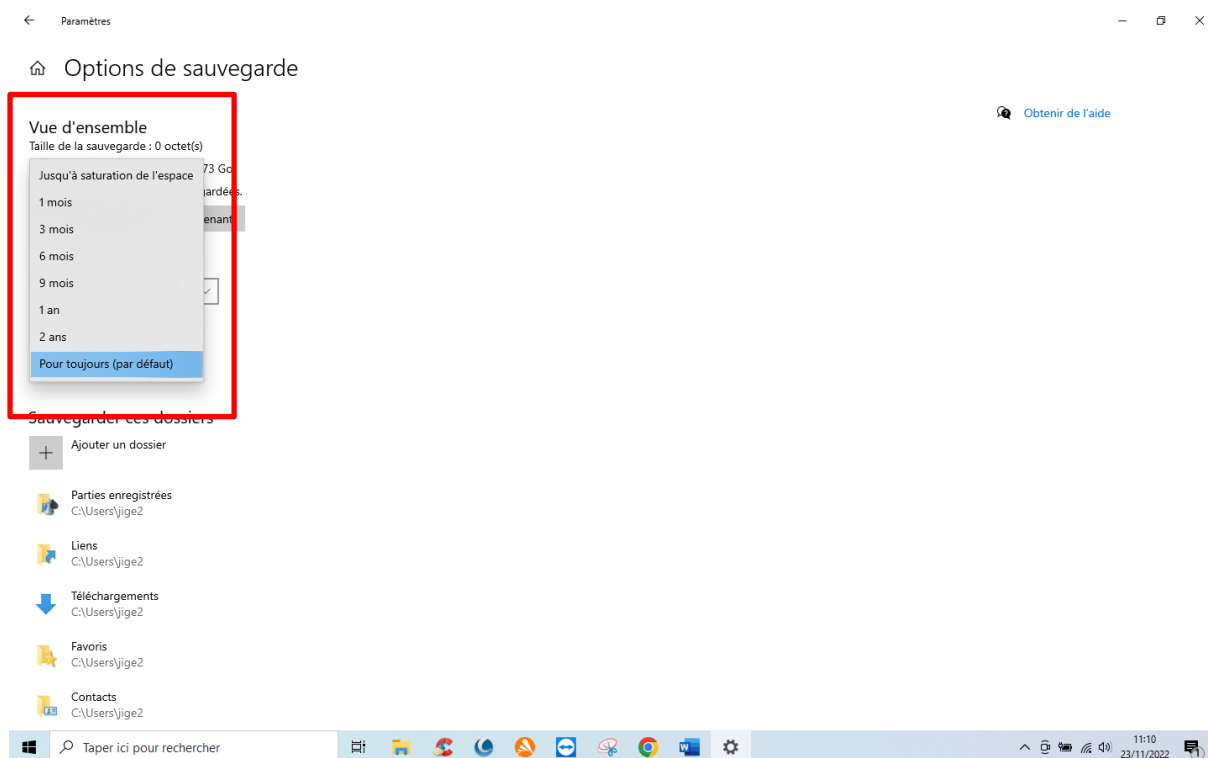 Paramètres
Options de sauvegarde
Obtenir de l'aide
Vue d'ensemble
Taille de la sauvegarde : 0 octet(s)
73 Go
Jusqu'à saturation de l'espace
1 mois
enant
3 mois
6 mois
9 mois
1 an
2 ans
Pour toujours (par défaut)
Sauvegarder ces dossiers
Ajouter un dossier
Parties enregistrées
C:\Users\jige2
Liens
C:\Users\jige2
Téléchargements
C:\Users\jige2
Favoris
C:\Users\jige2
Contacts
C:\Users\jige2
Taper ici pour rechercher
11:10
23/11/2022